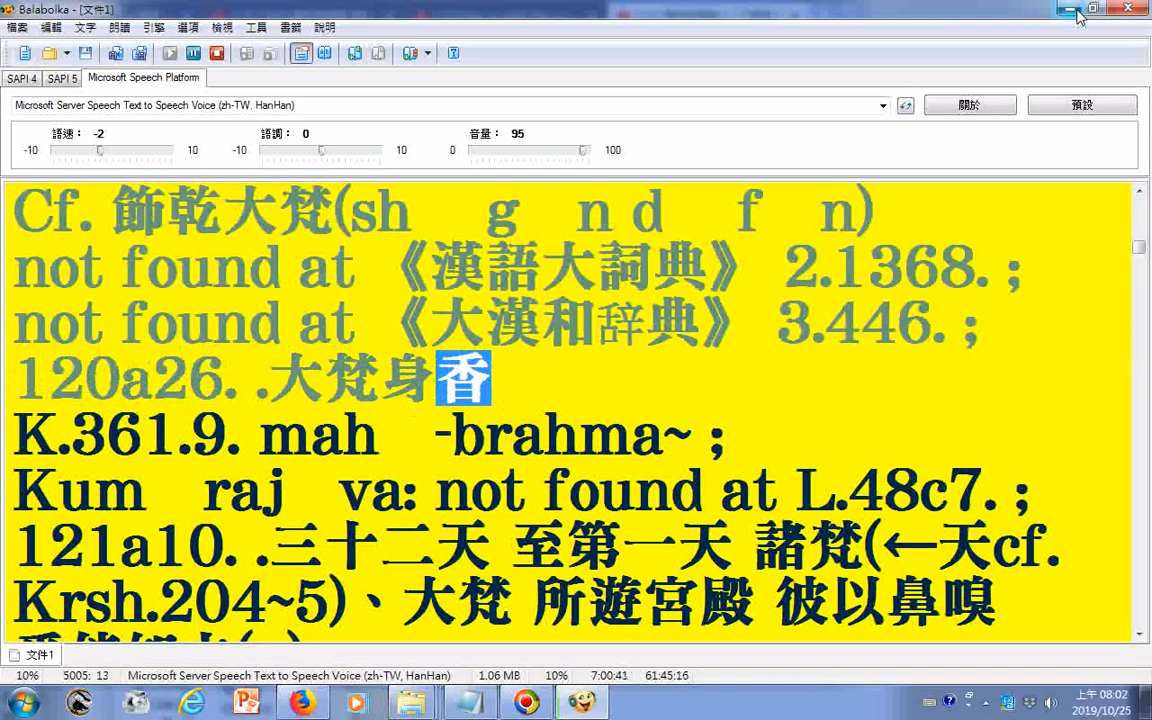 Balabolka - [文件1]
檔案 編輯 文字 朗讀 引擎 選項 檢視 工具 書籤 說明
SAPI 4 SAPI 5 Microsoft Speech Platform
Microsoft Server Speech Text to Speech Voice (zh-TW, HanHan) 關於 預設
語速： -2 語調： 0 音量： 95
-10 10 -10 10 0 100
Cf. 飾乾大梵(sh g n d f n)
not found at 《漢語大詞典》 2.1368. ;
not found at 《大漢和辞典》 3.446. ;
120a26. .大梵身香
K.361.9. mah -brahma~ ;
Kum raj va: not found at L.48c7. ;
121a10. .三十二天 至第一天 諸梵(←天cf.
Krsh.204~5)、大梵 所遊宮殿 彼以鼻嗅
文件1
10% 5005: 13 Microsoft Server Speech Text to Speech Voice (zh-TW, HanHan) 1.06 MB 10% 7:00:41 61:45:16
上午 08:02
2019/10/25